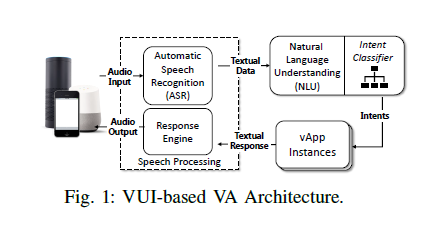 Audio
Input
Automatic
Speech
Recognition
(ASR)
Textual
Data
Natural
Language
Understanding
(NLU)
Intent
Classifier
Intents
vApp
Instances
Textual
Response
Response
Engine
Audio
Output
Speech Processing
Fig. 1: VUI-based VA Architecture.